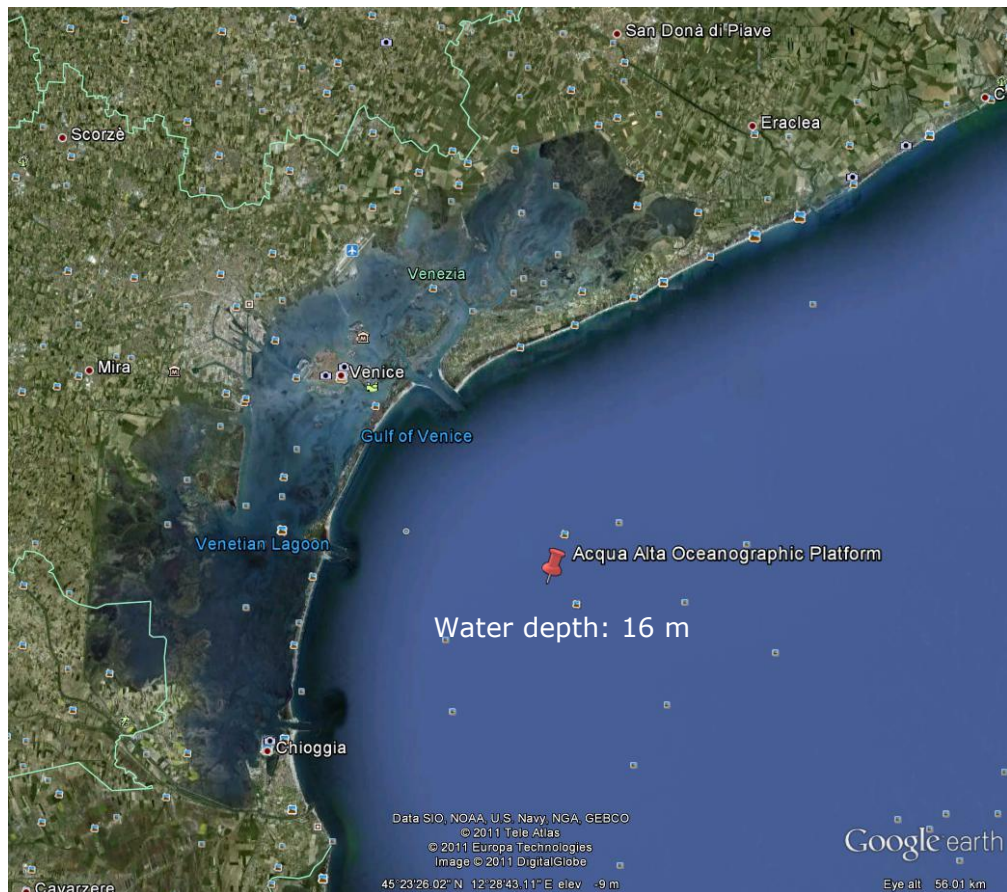 San Donà di Piave
Scorzè
Eraclea
C
Venezia
Mira
Venice
Gulf of Venice
Venetian Lagoon
Acqua Alta Oceanographic Platform
Water depth: 16 m
Chioggia
Data SIO, NOAA, U.S. Navy, NGA, GEBCO
© 2011 Tele Atlas
© 2011 Europa Technologies
Image © 2011 DigitalGlobe
Google earth
Cavarzere
45°23'26.02" N 12°28'43.11" E elev -9 m
Eye alt 56.01 km